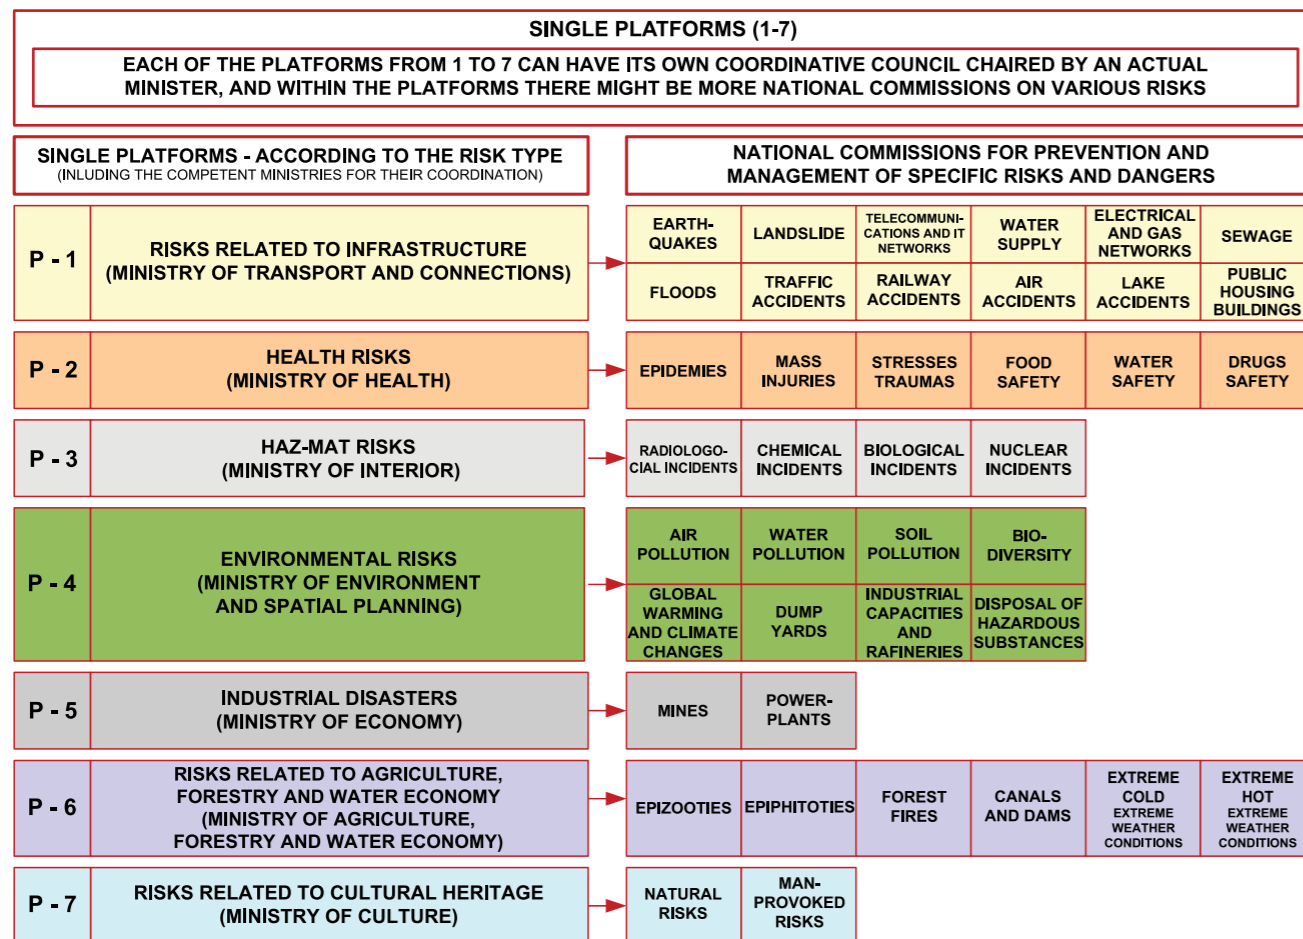 SINGLE PLATFORMS (1-7)
EACH OF THE PLATFORMS FROM 1 TO 7 CAN HAVE ITS OWN COORDINATIVE COUNCIL CHAIRED BY AN ACTUAL
MINISTER, AND WITHIN THE PLATFORMS THERE MIGHT BE MORE NATIONAL COMMISSIONS ON VARIOUS RISKS
SINGLE PLATFORMS - ACCORDING TO THE RISK TYPE
(INLUDING THE COMPETENT MINISTRIES FOR THEIR COORDINATION)
NATIONAL COMMISSIONS FOR PREVENTION AND
MANAGEMENT OF SPECIFIC RISKS AND DANGERS
P - 1
RISKS RELATED TO INFRASTRUCTURE
(MINISTRY OF TRANSPORT AND CONNECTIONS)
EARTH-
QUAKES
LANDSLIDE
TELECOMMUNI-
CATIONS AND IT
NETWORKS
WATER
SUPPLY
ELECTRICAL
AND GAS
NETWORKS
SEWAGE
FLOODS
TRAFFIC
ACCIDENTS
RAILWAY
ACCIDENTS
AIR
ACCIDENTS
LAKE
ACCIDENTS
PUBLIC
HOUSING
BUILDINGS
P - 2
HEALTH RISKS
(MINISTRY OF HEALTH)
EPIDEMIES
MASS
INJURIES
STRESSES
TRAUMAS
FOOD
SAFETY
WATER
SAFETY
DRUGS
SAFETY
P - 3
HAZ-MAT RISKS
(MINISTRY OF INTERIOR)
RADIOLOGO-
CIAL INCIDENTS
CHEMICAL
INCIDENTS
BIOLOGICAL
INCIDENTS
NUCLEAR
INCIDENTS
P - 4
ENVIRONMENTAL RISKS
(MINISTRY OF ENVIRONMENT
AND SPATIAL PLANNING)
AIR
POLLUTION
WATER
POLLUTION
SOIL
POLLUTION
BIO-
DIVERSITY
GLOBAL
WARMING
AND CLIMATE
CHANGES
DUMP
YARDS
INDUSTRIAL
CAPACITIES
AND
RAFINERIES
DISPOSAL OF
HAZARDOUS
SUBSTANCES
P - 5
INDUSTRIAL DISASTERS
(MINISTRY OF ECONOMY)
MINES
POWER-
PLANTS
P - 6
RISKS RELATED TO AGRICULTURE,
FORESTRY AND WATER ECONOMY
(MINISTRY OF AGRICULTURE,
FORESTRY AND WATER ECONOMY)
EPIZOOTIES
EPIPHITOTIES
FOREST
FIRES
CANALS
AND DAMS
EXTREME
COLD
EXTREME
WEATHER
CONDITIONS
EXTREME
HOT
EXTREME
WEATHER
CONDITIONS
P - 7
RISKS RELATED TO CULTURAL HERITAGE
(MINISTRY OF CULTURE)
NATURAL
RISKS
MAN-
PROVOKED
RISKS